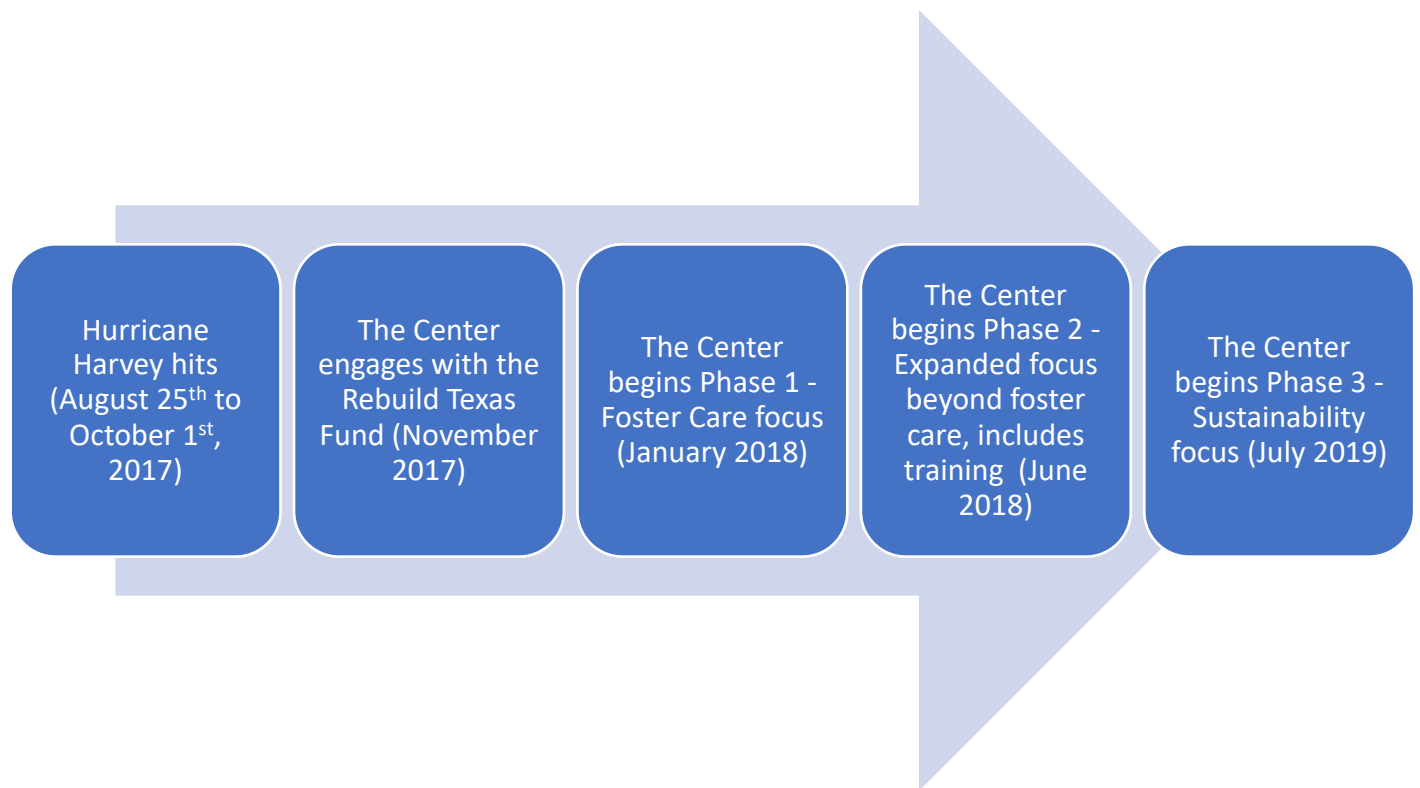 Hurricane
Harvey hits
(August 25th to
October 1st,
2017)
The Center
engages with the
Rebuild Texas
Fund (November
2017)
The Center
begins Phase 1 -
Foster Care focus
(January 2018)
The Center
begins Phase 2 -
Expanded focus
beyond foster
care, includes
training  (June
2018)
The Center
begins Phase 3 -
Sustainability
focus (July 2019)